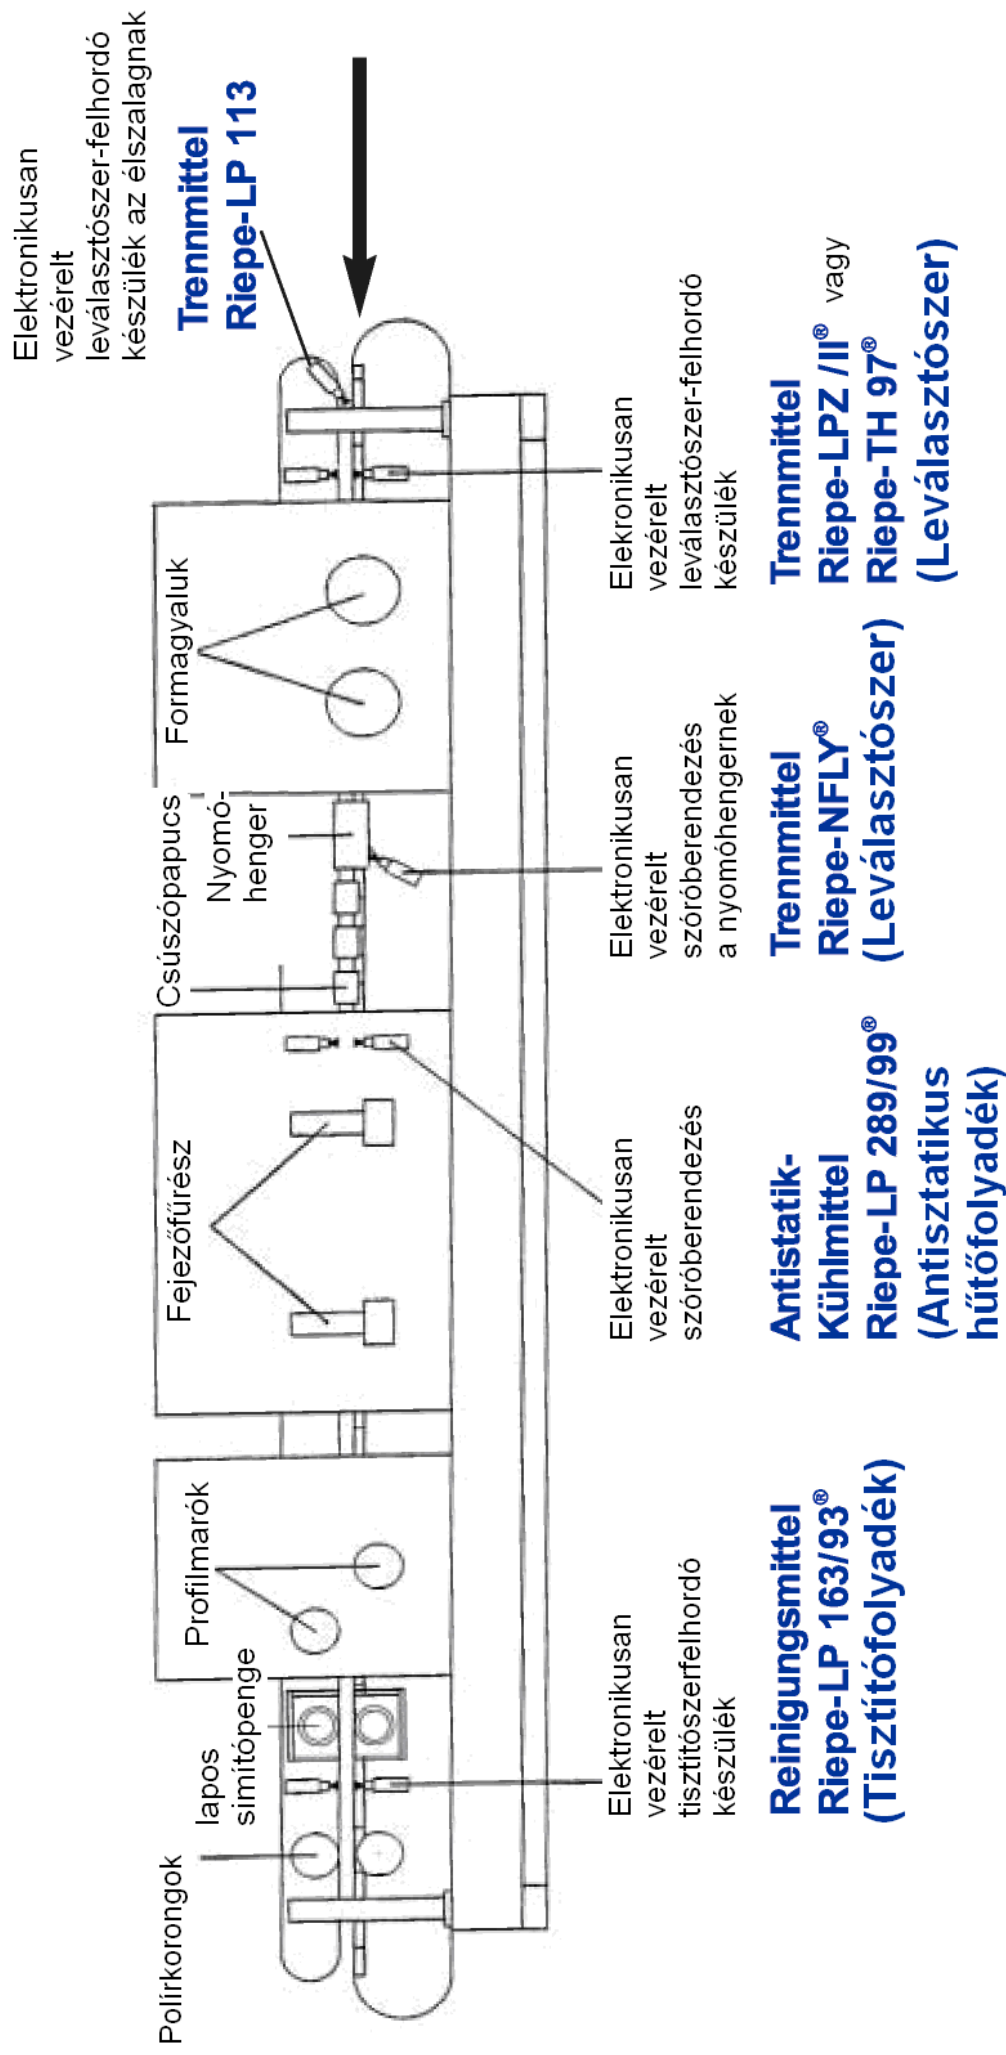 Elektronikusan
vezérelt
leválasztószer-felhordó
készülék az élszalagnak
Trennmittel
Riepe-LP 113
Polírkorongok
lapos
simítópenge
Profilmarók
Fejezőfűrész
Csúszópapucs
Nyomó-
henger
Formagyaluk
Elektronikusan
vezérelt
tisztítószerfelhordó
készülék
Reinigungsmittel
Riepe-LP 163/93®
(Tisztítófolyadék)
Elektronikusan
vezérelt
szóróberendezés
Antistatik-
Kühlmittel
Riepe-LP 289/99®
(Antisztatikus
hűtőfolyadék)
Elektronikusan
vezérelt
szóróberendezés
a nyomóhengernek
Trennmittel
Riepe-NFLY®
(Leválasztószer)
Elekronikusan
vezérelt
leválasztószer-felhordó
készülék
Trennmittel
Riepe-LPZ /II® vagy
Riepe-TH 97®
(Leválasztószer)